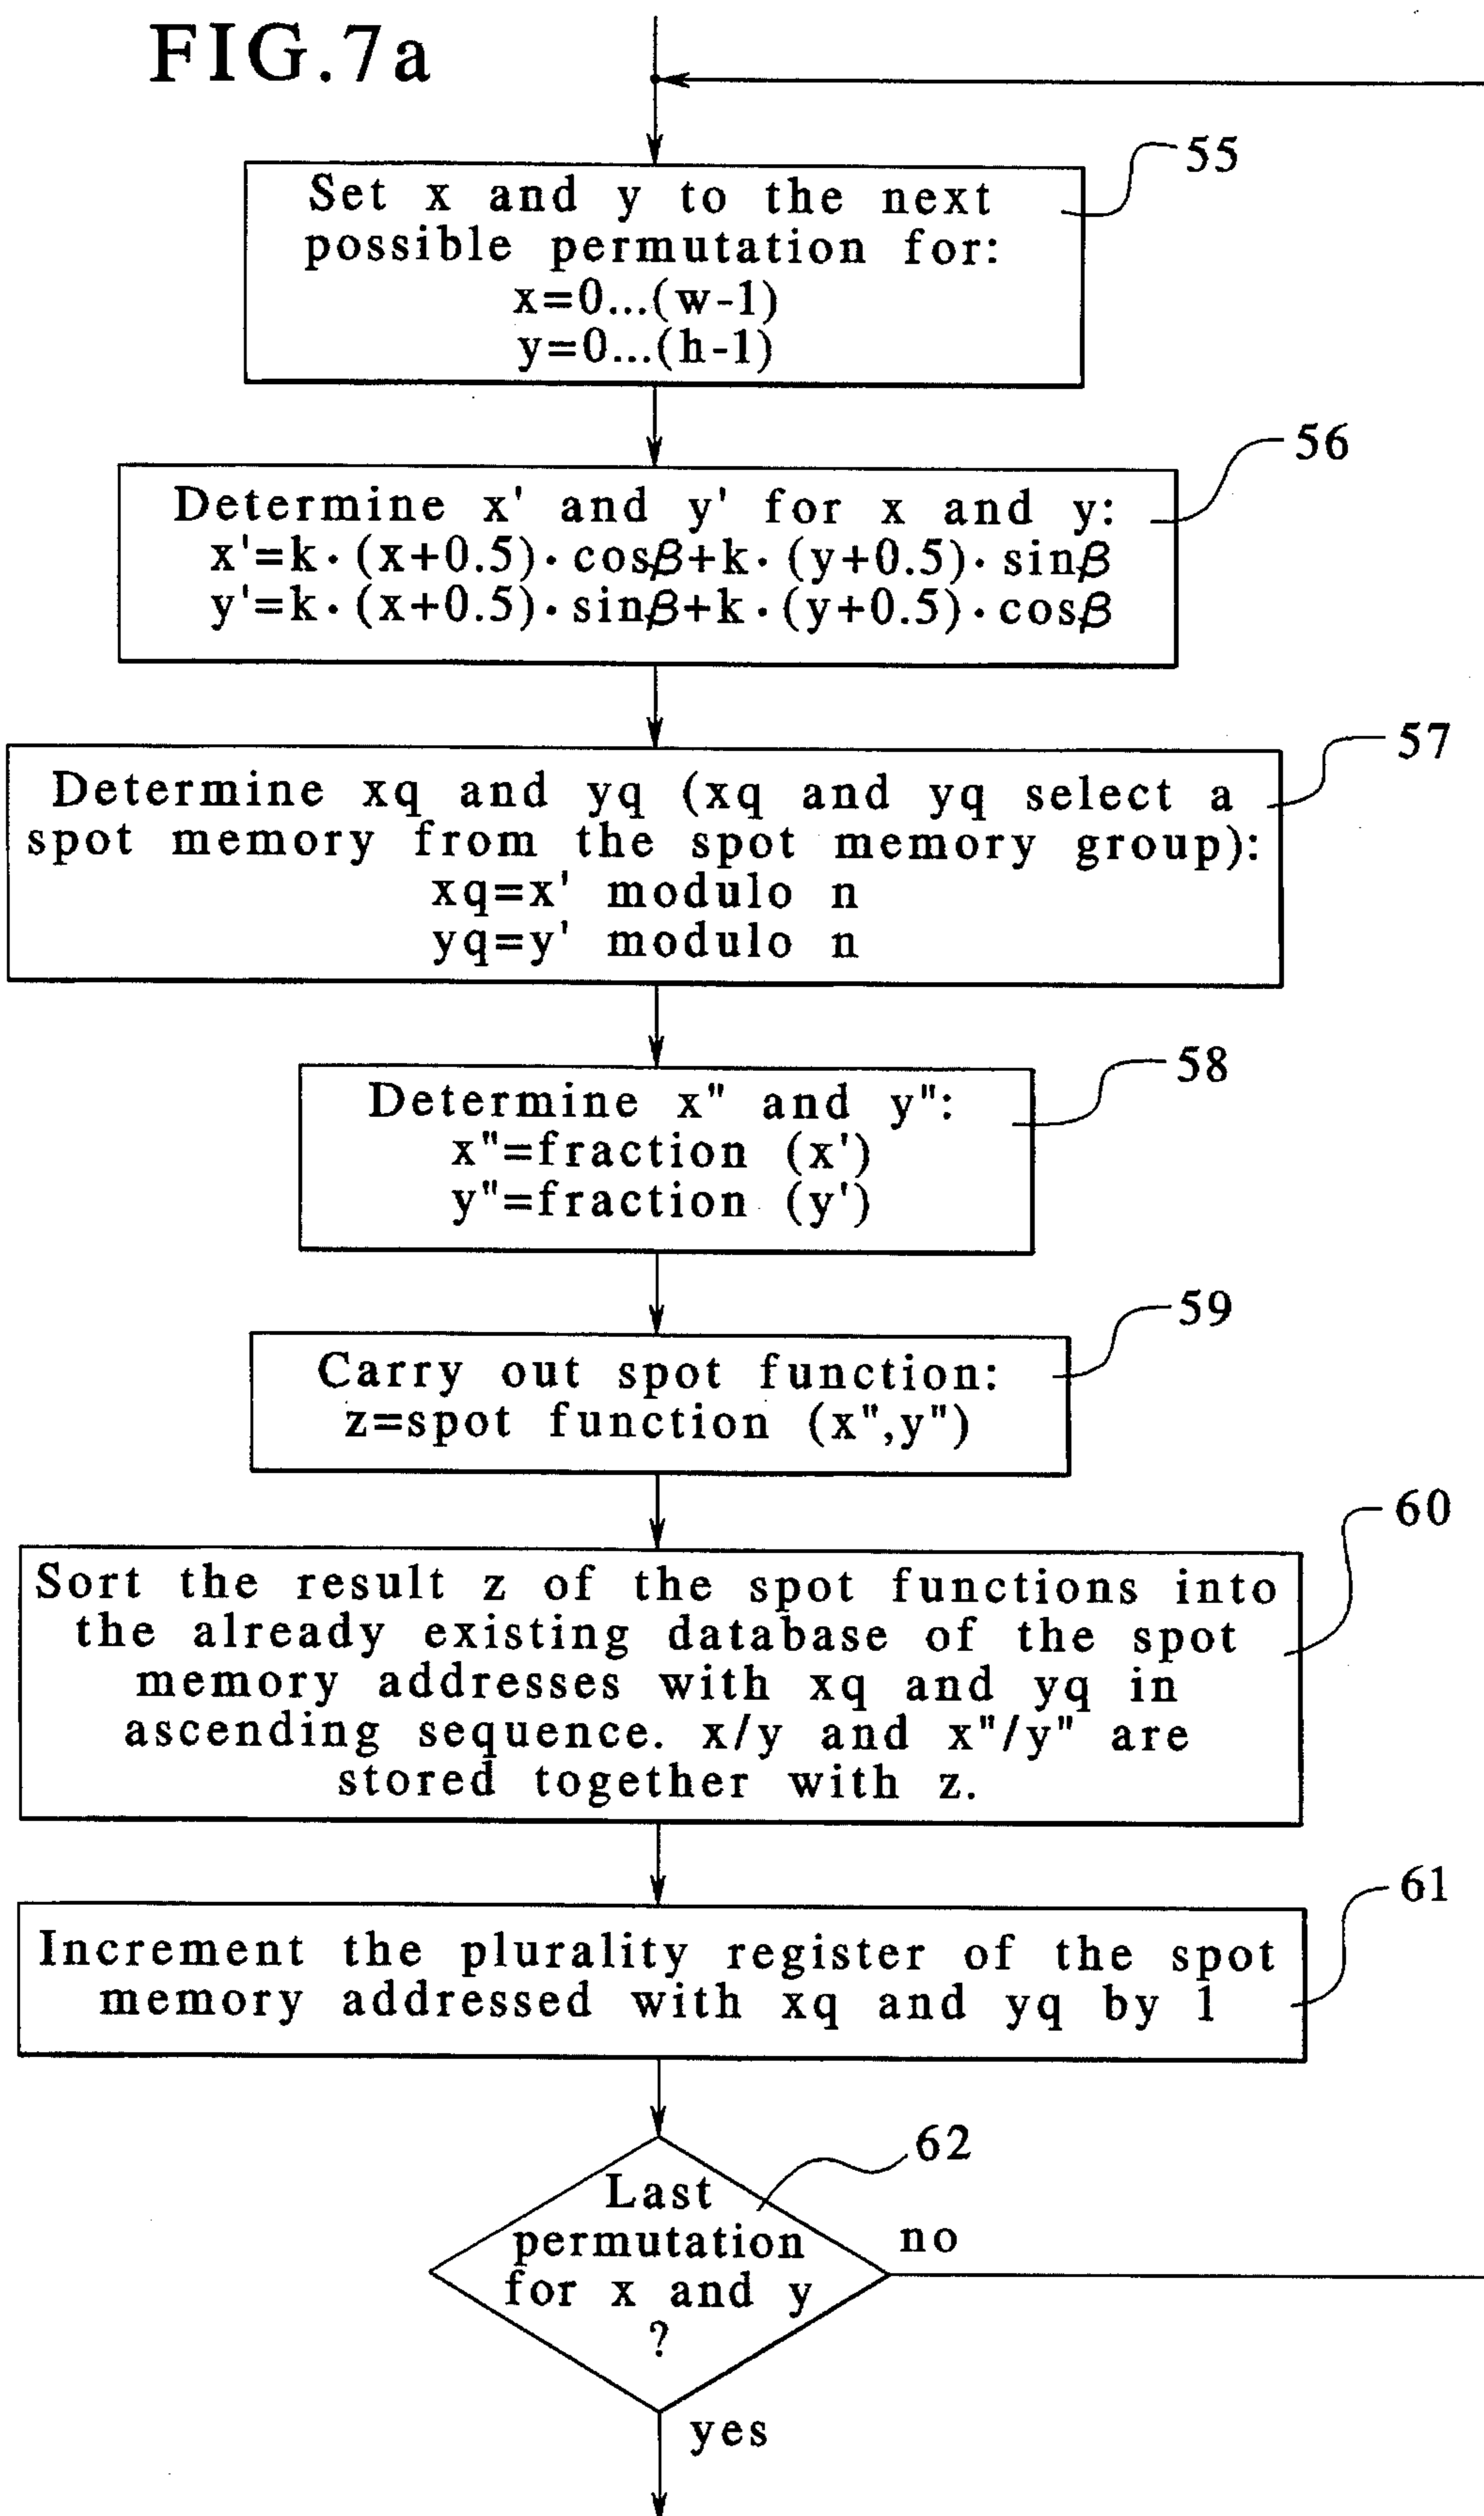 FIG.7a
55
Set x and y to the next
possible permutation for:
x=0...(w-1)
y=0...(h-1)
56
Determine x' and y' for x and y:
x'=k·(x+0.5)·cosβ+k·(y+0.5)·sinβ
y'=k·(x+0.5)·sinβ+k·(y+0.5)·cosβ
57
Determine xq and yq (xq and yq select a
spot memory from the spot memory group):
xq=x' modulo n
yq=y' modulo n
58
Determine x" and y":
x"=fraction (x')
y"=fraction (y')
59
Carry out spot function:
z=spot function (x",y")
60
Sort the result z of the spot functions into
the already existing database of the spot
memory addresses with xq and yq in
ascending sequence. x/y and x"/y" are
stored together with z.
61
Increment the plurality register of the spot
memory addressed with xq and yq by 1
62
Last
permutation
for x and y
?
no
yes